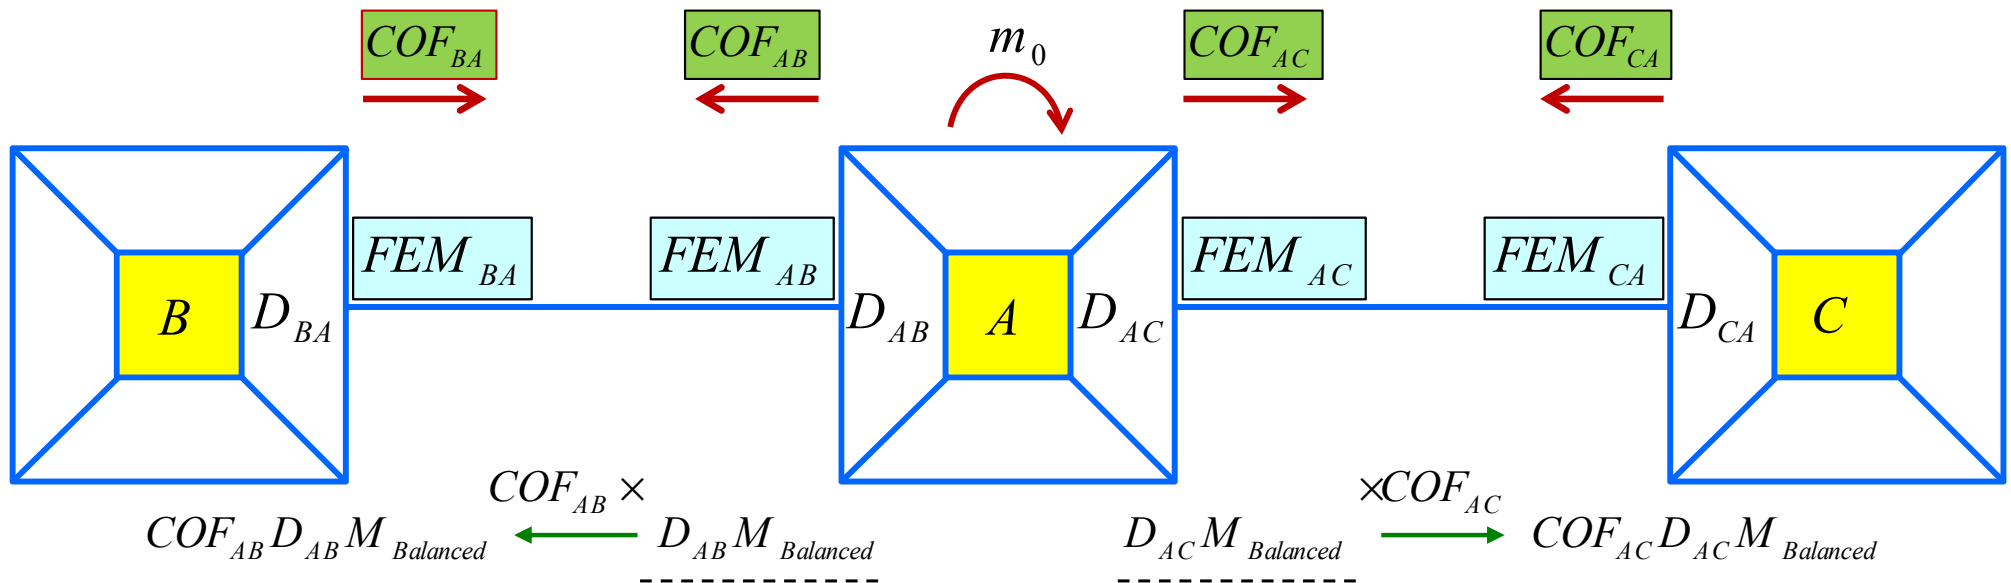 COF_BA COF_AB m_0 COF_AC COF_CA
FEM_BA FEM_AB FEM_AC FEM_CA
B D_BA D_AB A D_AC D_CA C
COF_AB × ×COF_AC
COF_AB D_AB M_Balanced D_AB M_Balanced D_AC M_Balanced COF_AC D_AC M_Balanced